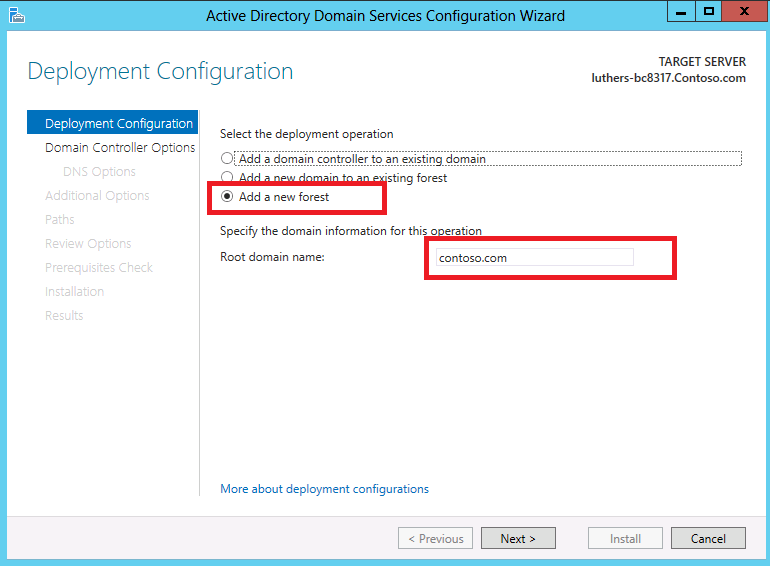 Active Directory Domain Services Configuration Wizard
Deployment Configuration
TARGET SERVER
luthers-bc8317.Contoso.com
Deployment Configuration
Domain Controller Options
DNS Options
Additional Options
Paths
Review Options
Prerequisites Check
Installation
Results
Select the deployment operation
Add a domain controller to an existing domain
Add a new domain to an existing forest
Add a new forest
Specify the domain information for this operation
Root domain name:
contoso.com
More about deployment configurations
< Previous
Next >
Install
Cancel